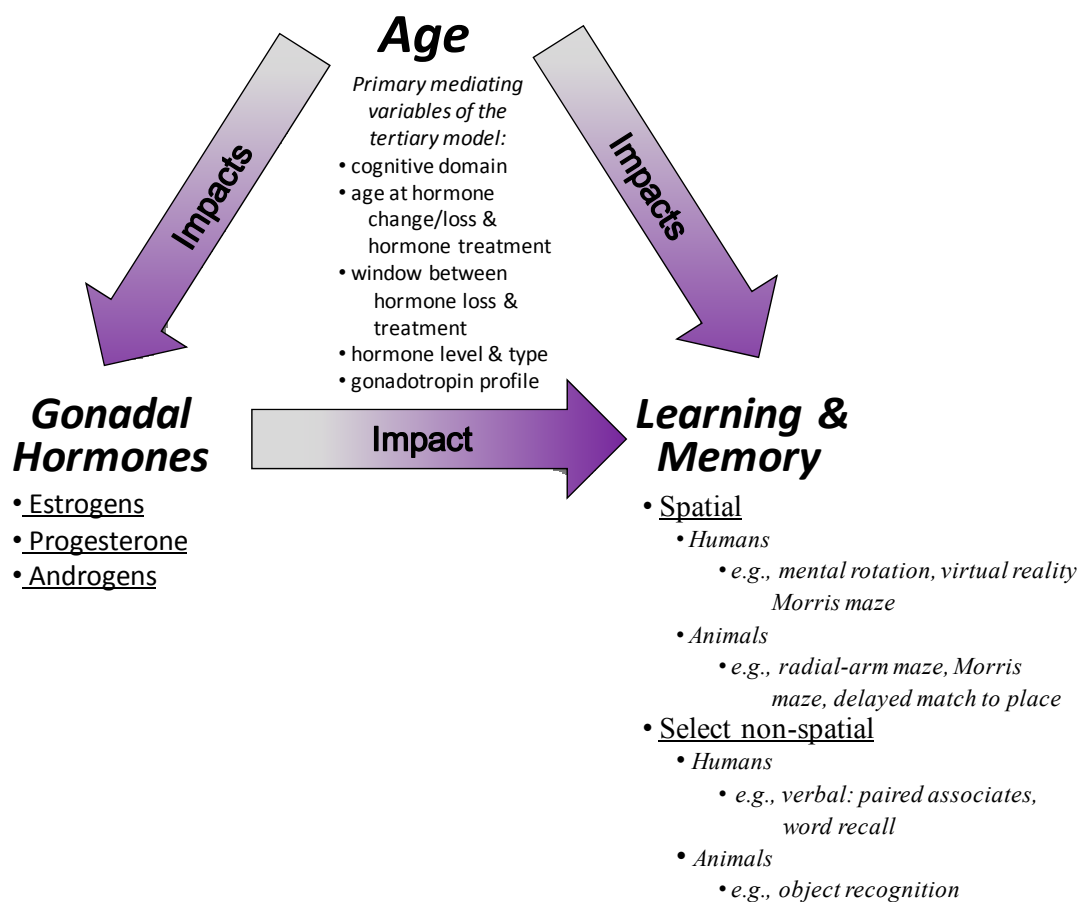 Age
Primary mediating
variables of the
tertiary model:
• cognitive domain
• age at hormone
change/loss &
hormone treatment
• window between
hormone loss &
treatment
• hormone level & type
• gonadotropin profile
Impacts
Impacts
Gonadal
Hormones
• Estrogens
• Progesterone
• Androgens
Impact
Learning &
Memory
• Spatial
• Humans
• e.g., mental rotation, virtual reality
Morris maze
• Animals
• e.g., radial-arm maze, Morris
maze, delayed match to place
• Select non-spatial
• Humans
• e.g., verbal: paired associates,
word recall
• Animals
• e.g., object recognition